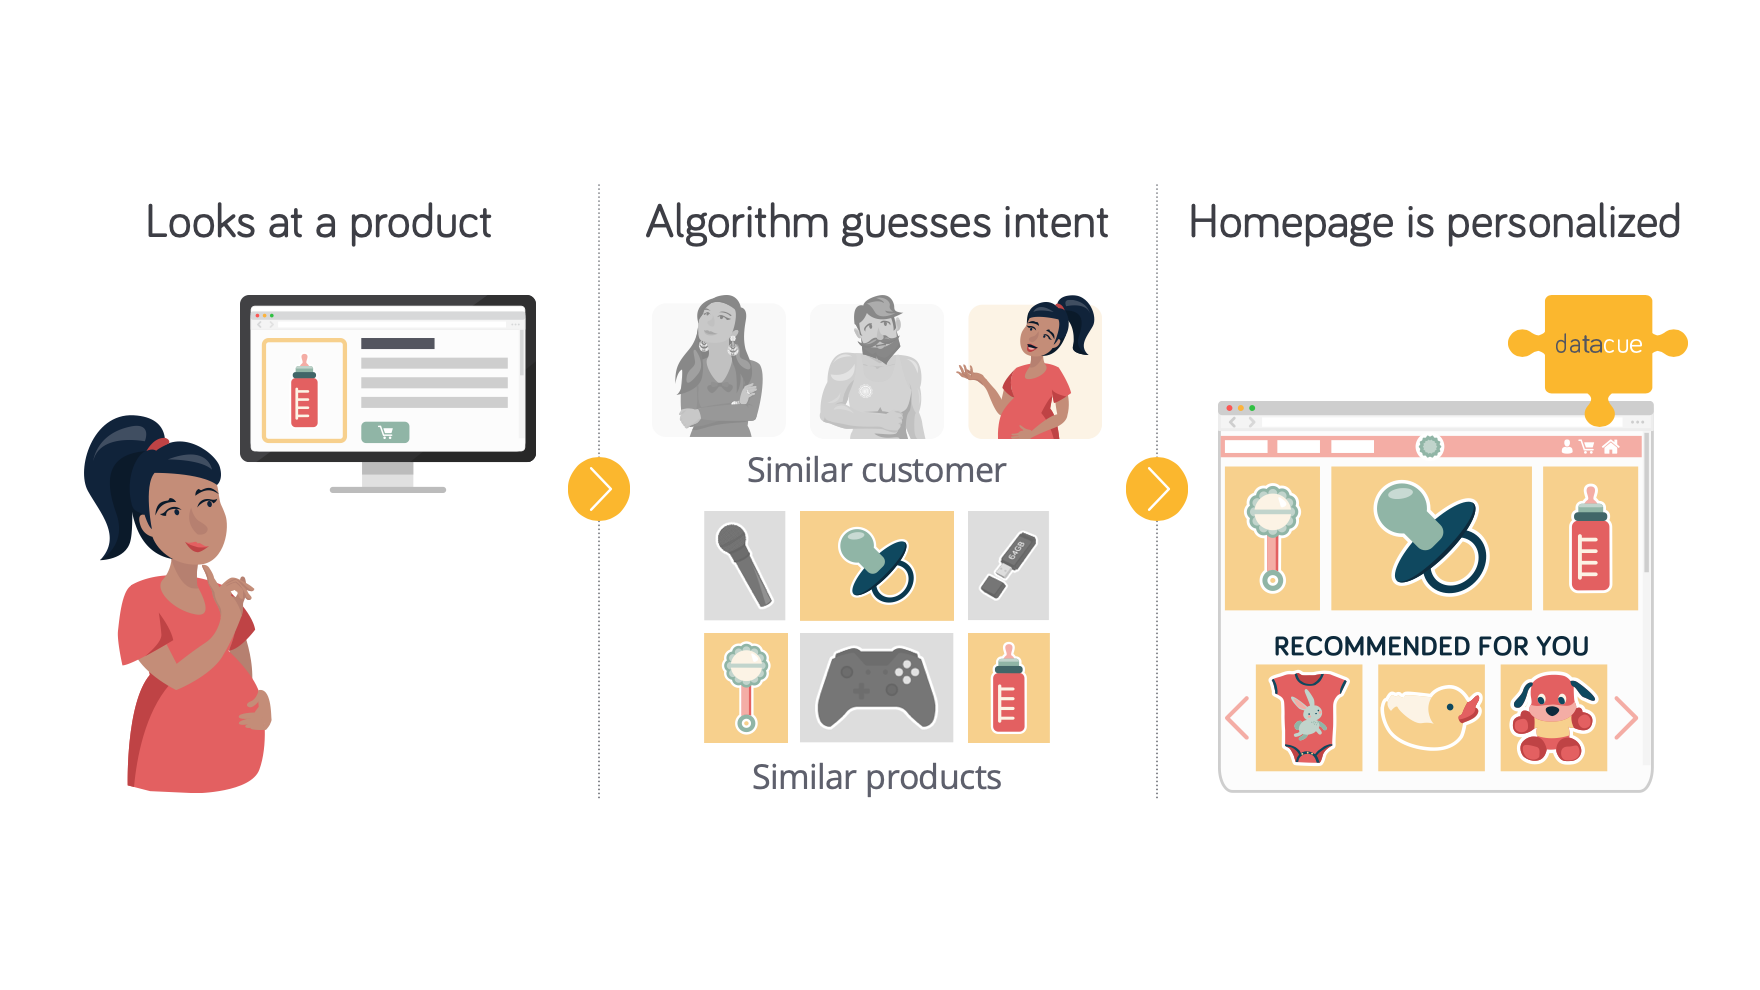 Looks at a product
Algorithm guesses intent
Homepage is personalized
datacue
Similar customer
64GB
Similar products
RECOMMENDED FOR YOU